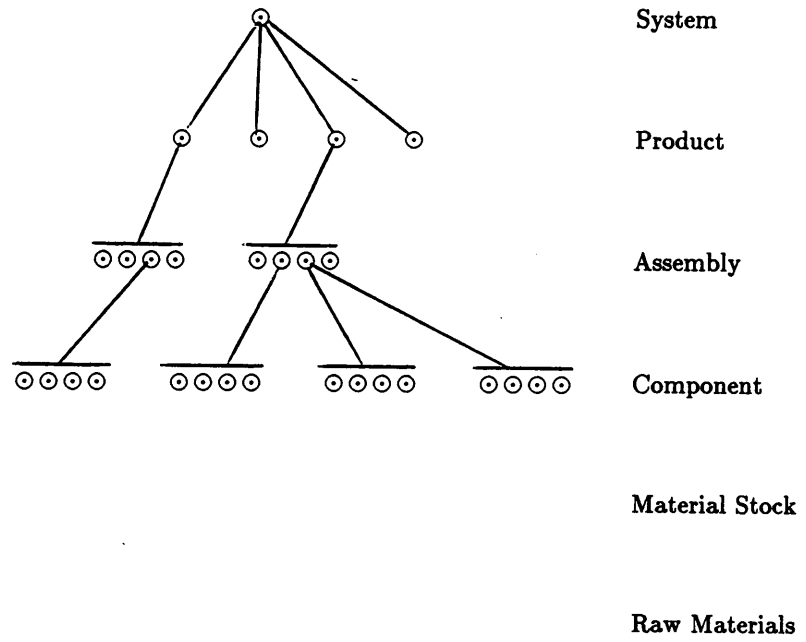 System
Product
Assembly
Component
Material Stock
Raw Materials